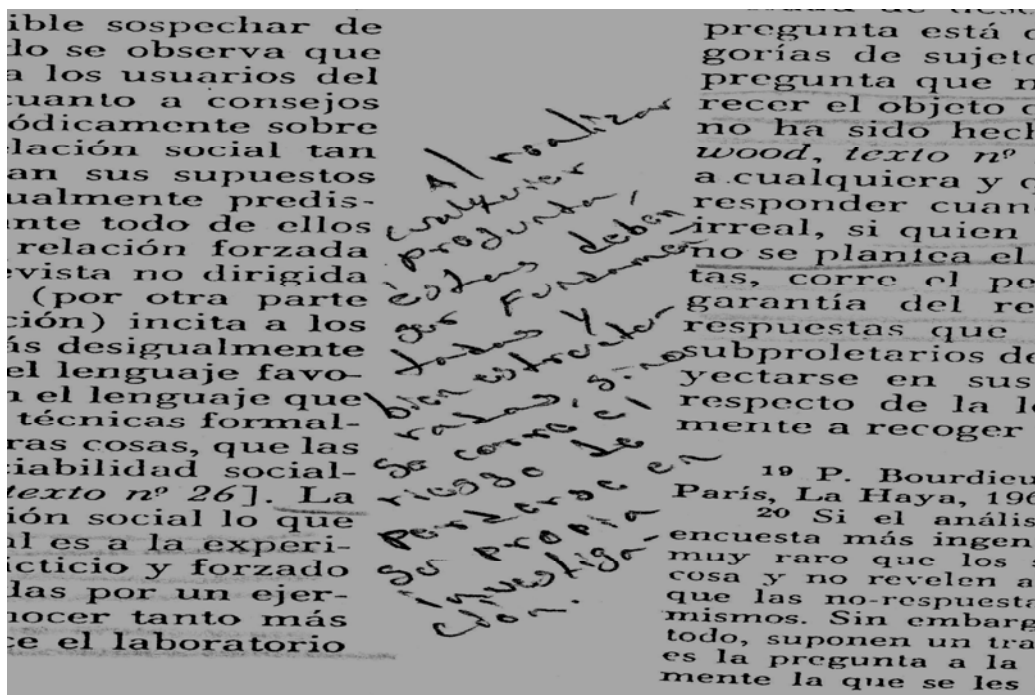 ible sospechar de
do se observa que
a los usuarios del
cuanto a consejos
ódicamente sobre
elación social tan
an sus supuestos
ualmente predis-
nte todo de ellos
relación forzada
evista no dirigida
(por otra parte
ción) incita a los
ás desigualmente
el lenguaje favo-
n el lenguaje que
técnicas formal-
ras cosas, que las
ciabilidad social-
texto nº 26]. La
ión social lo que
al es a la experi-
icticio y forzado
das por un ejer-
nocer tanto más
ce el laboratorio
Al realizar
cualquier
pregunta,
éstas deben
ser Fundamen
tadas y
bien estructu-
radas, sino
se corre el
riesgo de
perderse en
su propia
investiga-
ción.
pregunta está
gorías de sujeto
pregunta que n
recer el objeto
no ha sido hech
wood, texto nº
a cualquiera y
responder cuan
irreal, si quien
no se plantea el
tas, corre el pe
garantía del re
respuestas que
subproletarios de
yectarse en sus
respecto de la l
mente a recoger
19 P. Bourdieu
París, La Haya, 196
20 Si el anális
encuesta más ingen
muy raro que los
cosa y no revelen a
que las no-respuesta
mismos. Sin embarg
todo, suponen un tra
es la pregunta a la
mente la que se les